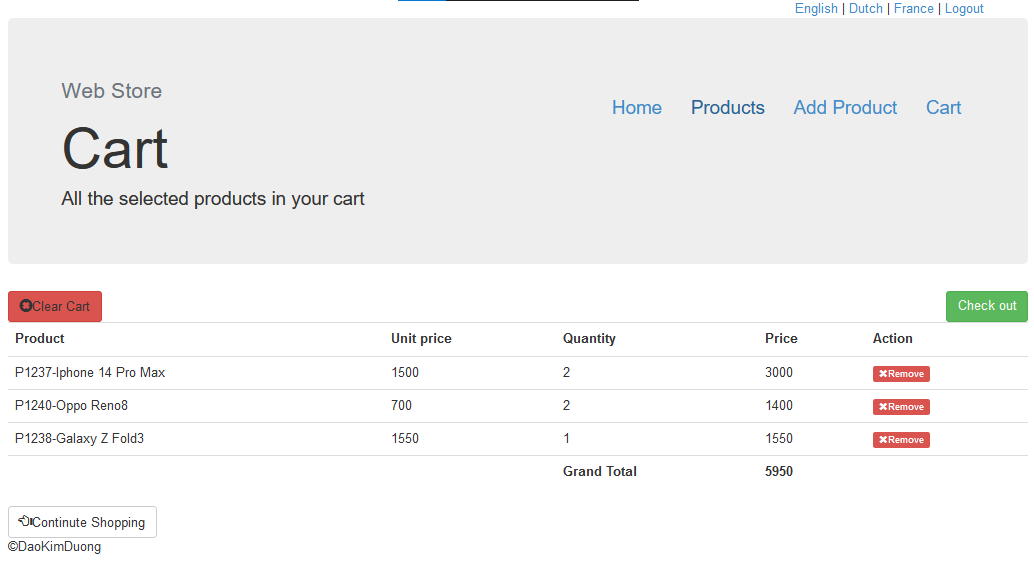 English | Dutch | France | Logout
Web Store
Home Products Add Product Cart
Cart
All the selected products in your cart
Clear Cart Check out
Product Unit price Quantity Price Action
P1237-Iphone 14 Pro Max 1500 2 3000 Remove
P1240-Oppo Reno8 700 2 1400 Remove
P1238-Galaxy Z Fold3 1550 1 1550 Remove
Grand Total 5950
Continute Shopping
©DaoKimDuong